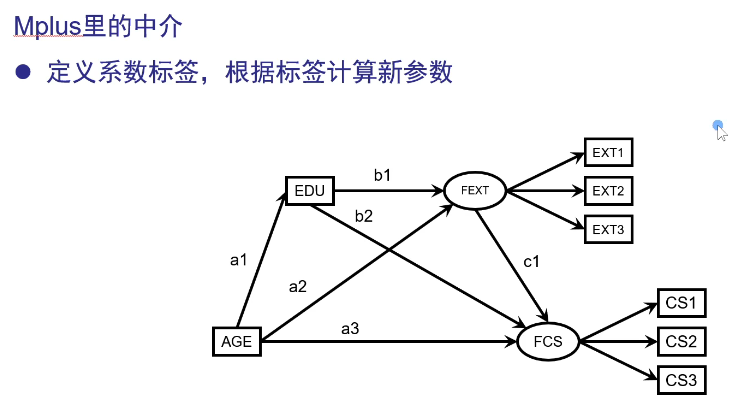 Mplus里的中介
● 定义系数标签，根据标签计算新参数
EXT1
b1
EDU
FEXT
EXT2
b2
EXT3
a1
c1
a2
CS1
a3
AGE
FCS
CS2
CS3